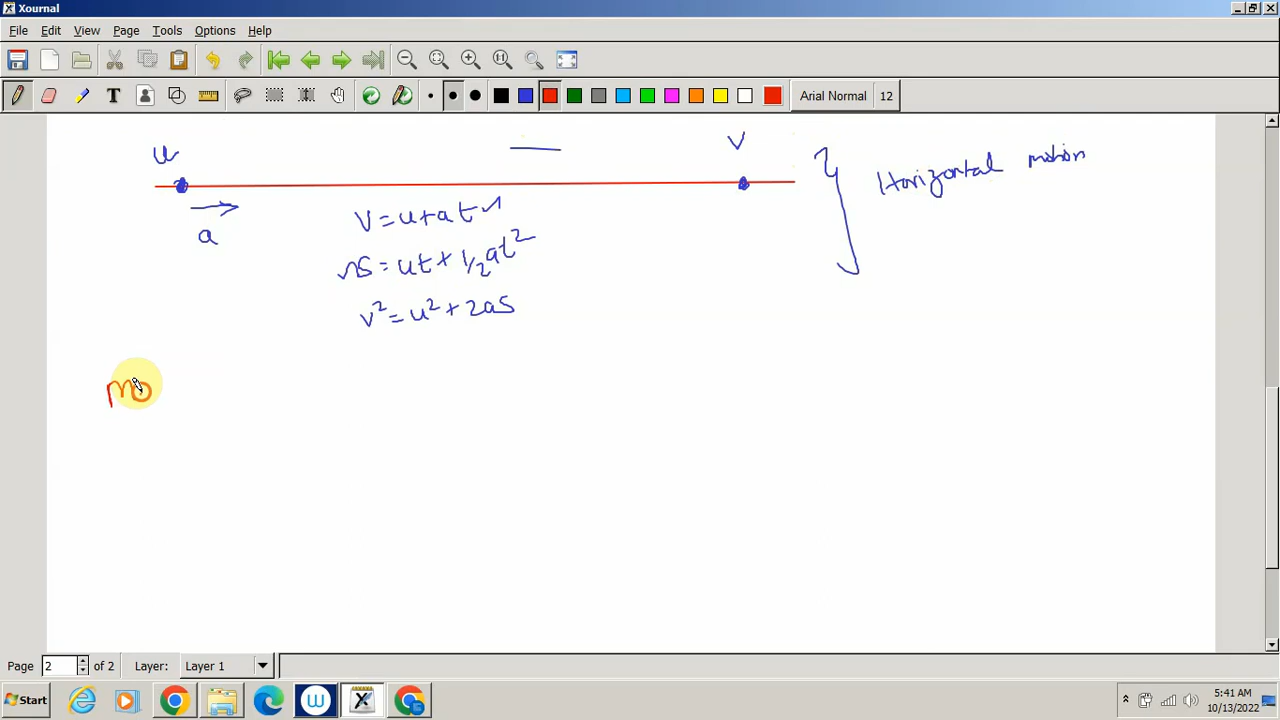 Xournal
File Edit View Page Tools Options Help
Arial Normal 12
u v
Horizontal motion
a
v=u+at
S=ut+1/2at²
v²=u²+2as
mo
Page 2 of 2 Layer: Layer 1
Start
5:41 AM
10/13/2022